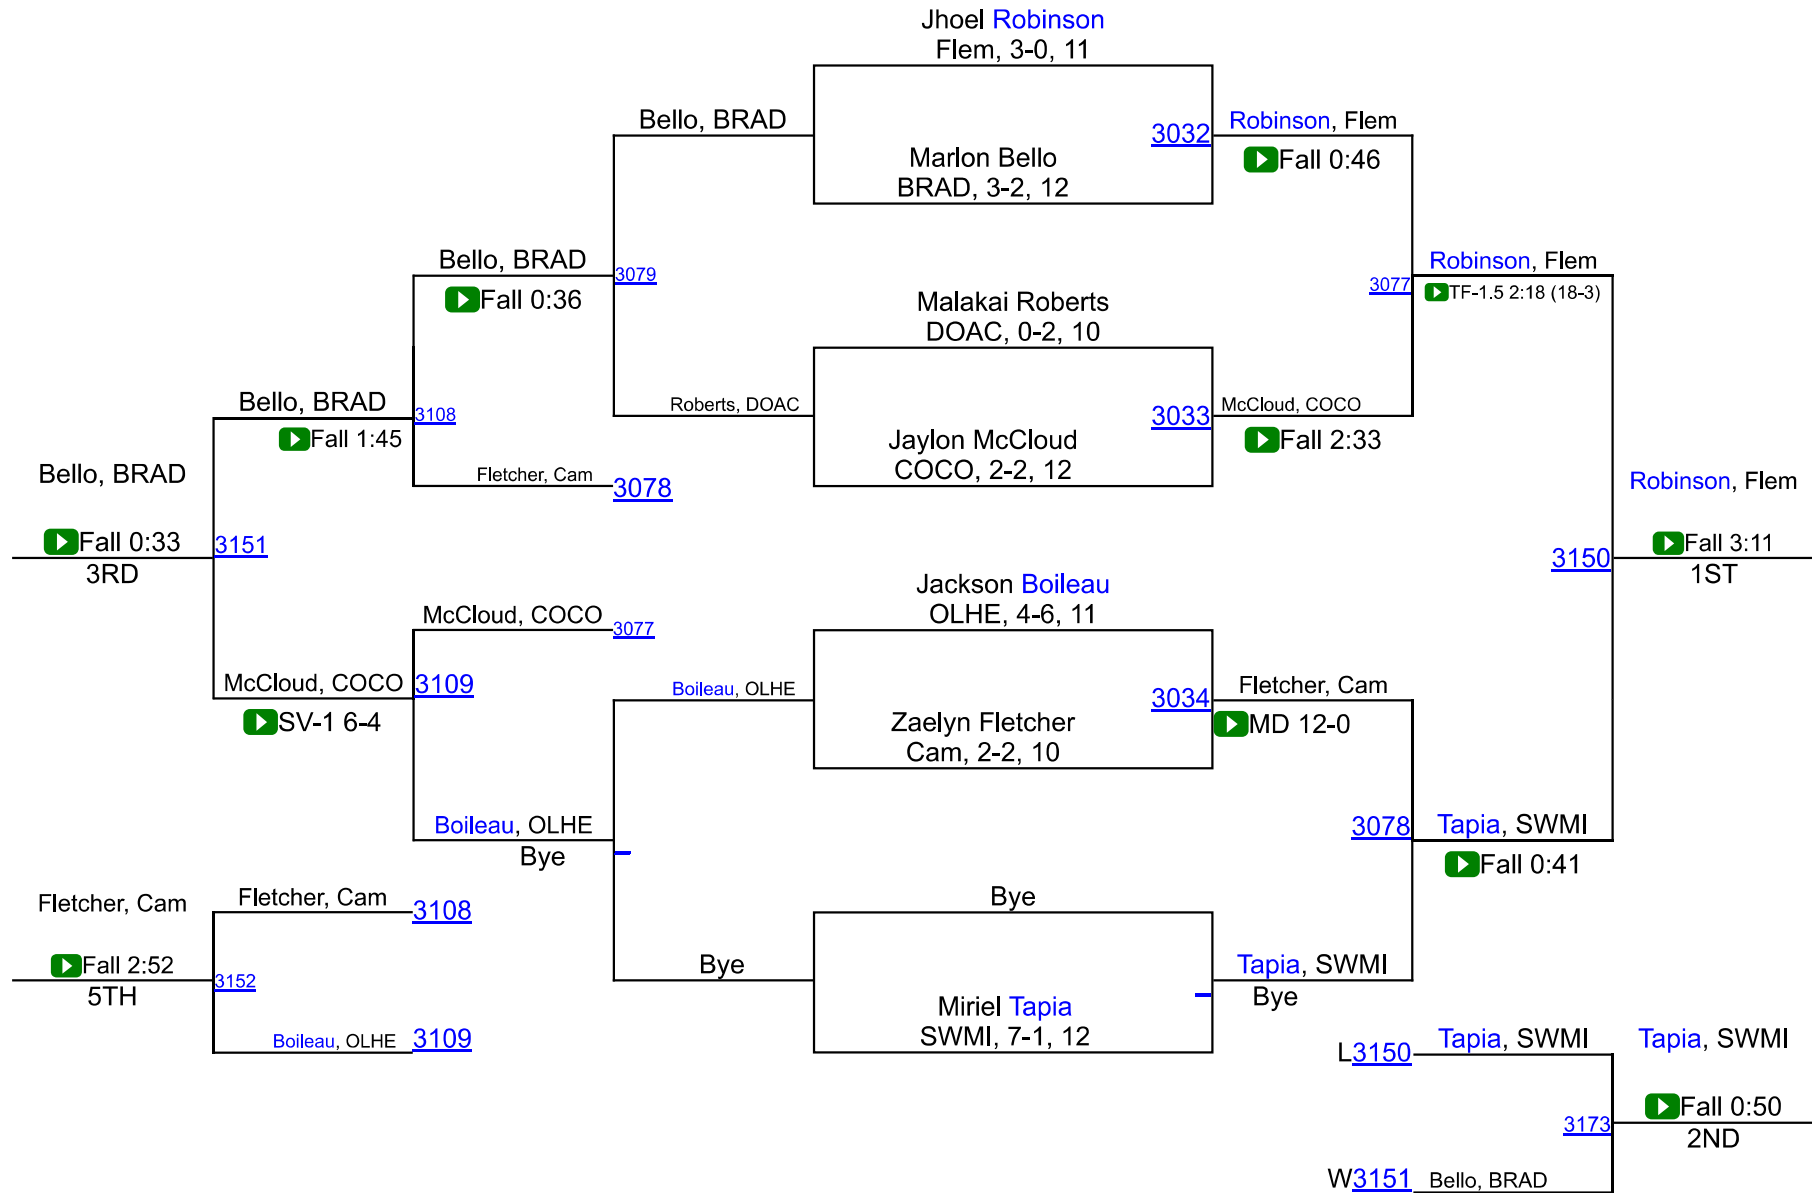 Jhoel Robinson
Flem, 3-0, 11
Bello, BRAD
3032
Robinson, Flem
Fall 0:46
Marlon Bello
BRAD, 3-2, 12
Bello, BRAD
3079
Fall 0:36
Robinson, Flem
3077
TF-1.5 2:18 (18-3)
Malakai Roberts
DOAC, 0-2, 10
Bello, BRAD
3108
Fall 1:45
Roberts, DOAC
3033
McCloud, COCO
Fall 2:33
Jaylon McCloud
COCO, 2-2, 12
Bello, BRAD
Fletcher, Cam
3078
Robinson, Flem
Fall 0:33
3151
3RD
3150
Fall 3:11
1ST
Jackson Boileau
OLHE, 4-6, 11
McCloud, COCO
3077
McCloud, COCO
3109
SV-1 6-4
Boileau, OLHE
3034
Fletcher, Cam
MD 12-0
Zaelyn Fletcher
Cam, 2-2, 10
Boileau, OLHE
Bye
3078
Tapia, SWMI
Fall 0:41
Fletcher, Cam
Fletcher, Cam
3108
Bye
Fall 2:52
3152
5TH
Bye
Tapia, SWMI
Bye
Miriel Tapia
SWMI, 7-1, 12
Boileau, OLHE
3109
L3150
Tapia, SWMI
Tapia, SWMI
3173
Fall 0:50
2ND
W3151
Bello, BRAD